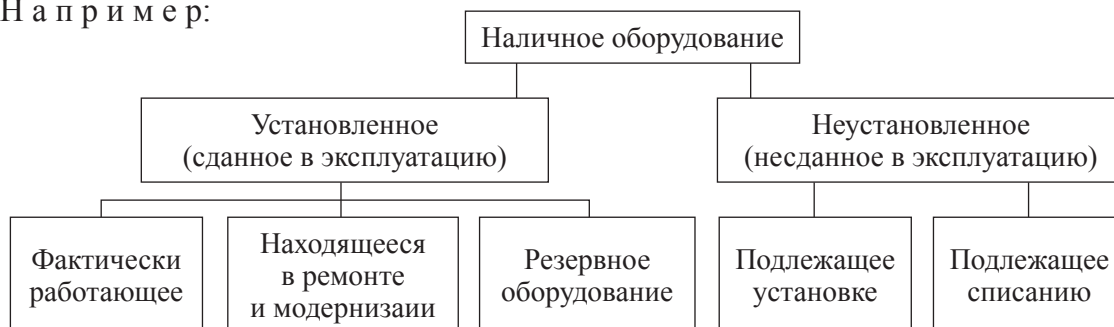 Н а п р и м е р:
Наличное оборудование
Установленное
(сданное в эксплуатацию)
Неустановленное
(несданное в эксплуатацию)
Фактически
работающее
Находящееся
в ремонте
и модернизаии
Резервное
оборудование
Подлежащее
установке
Подлежащее
списанию